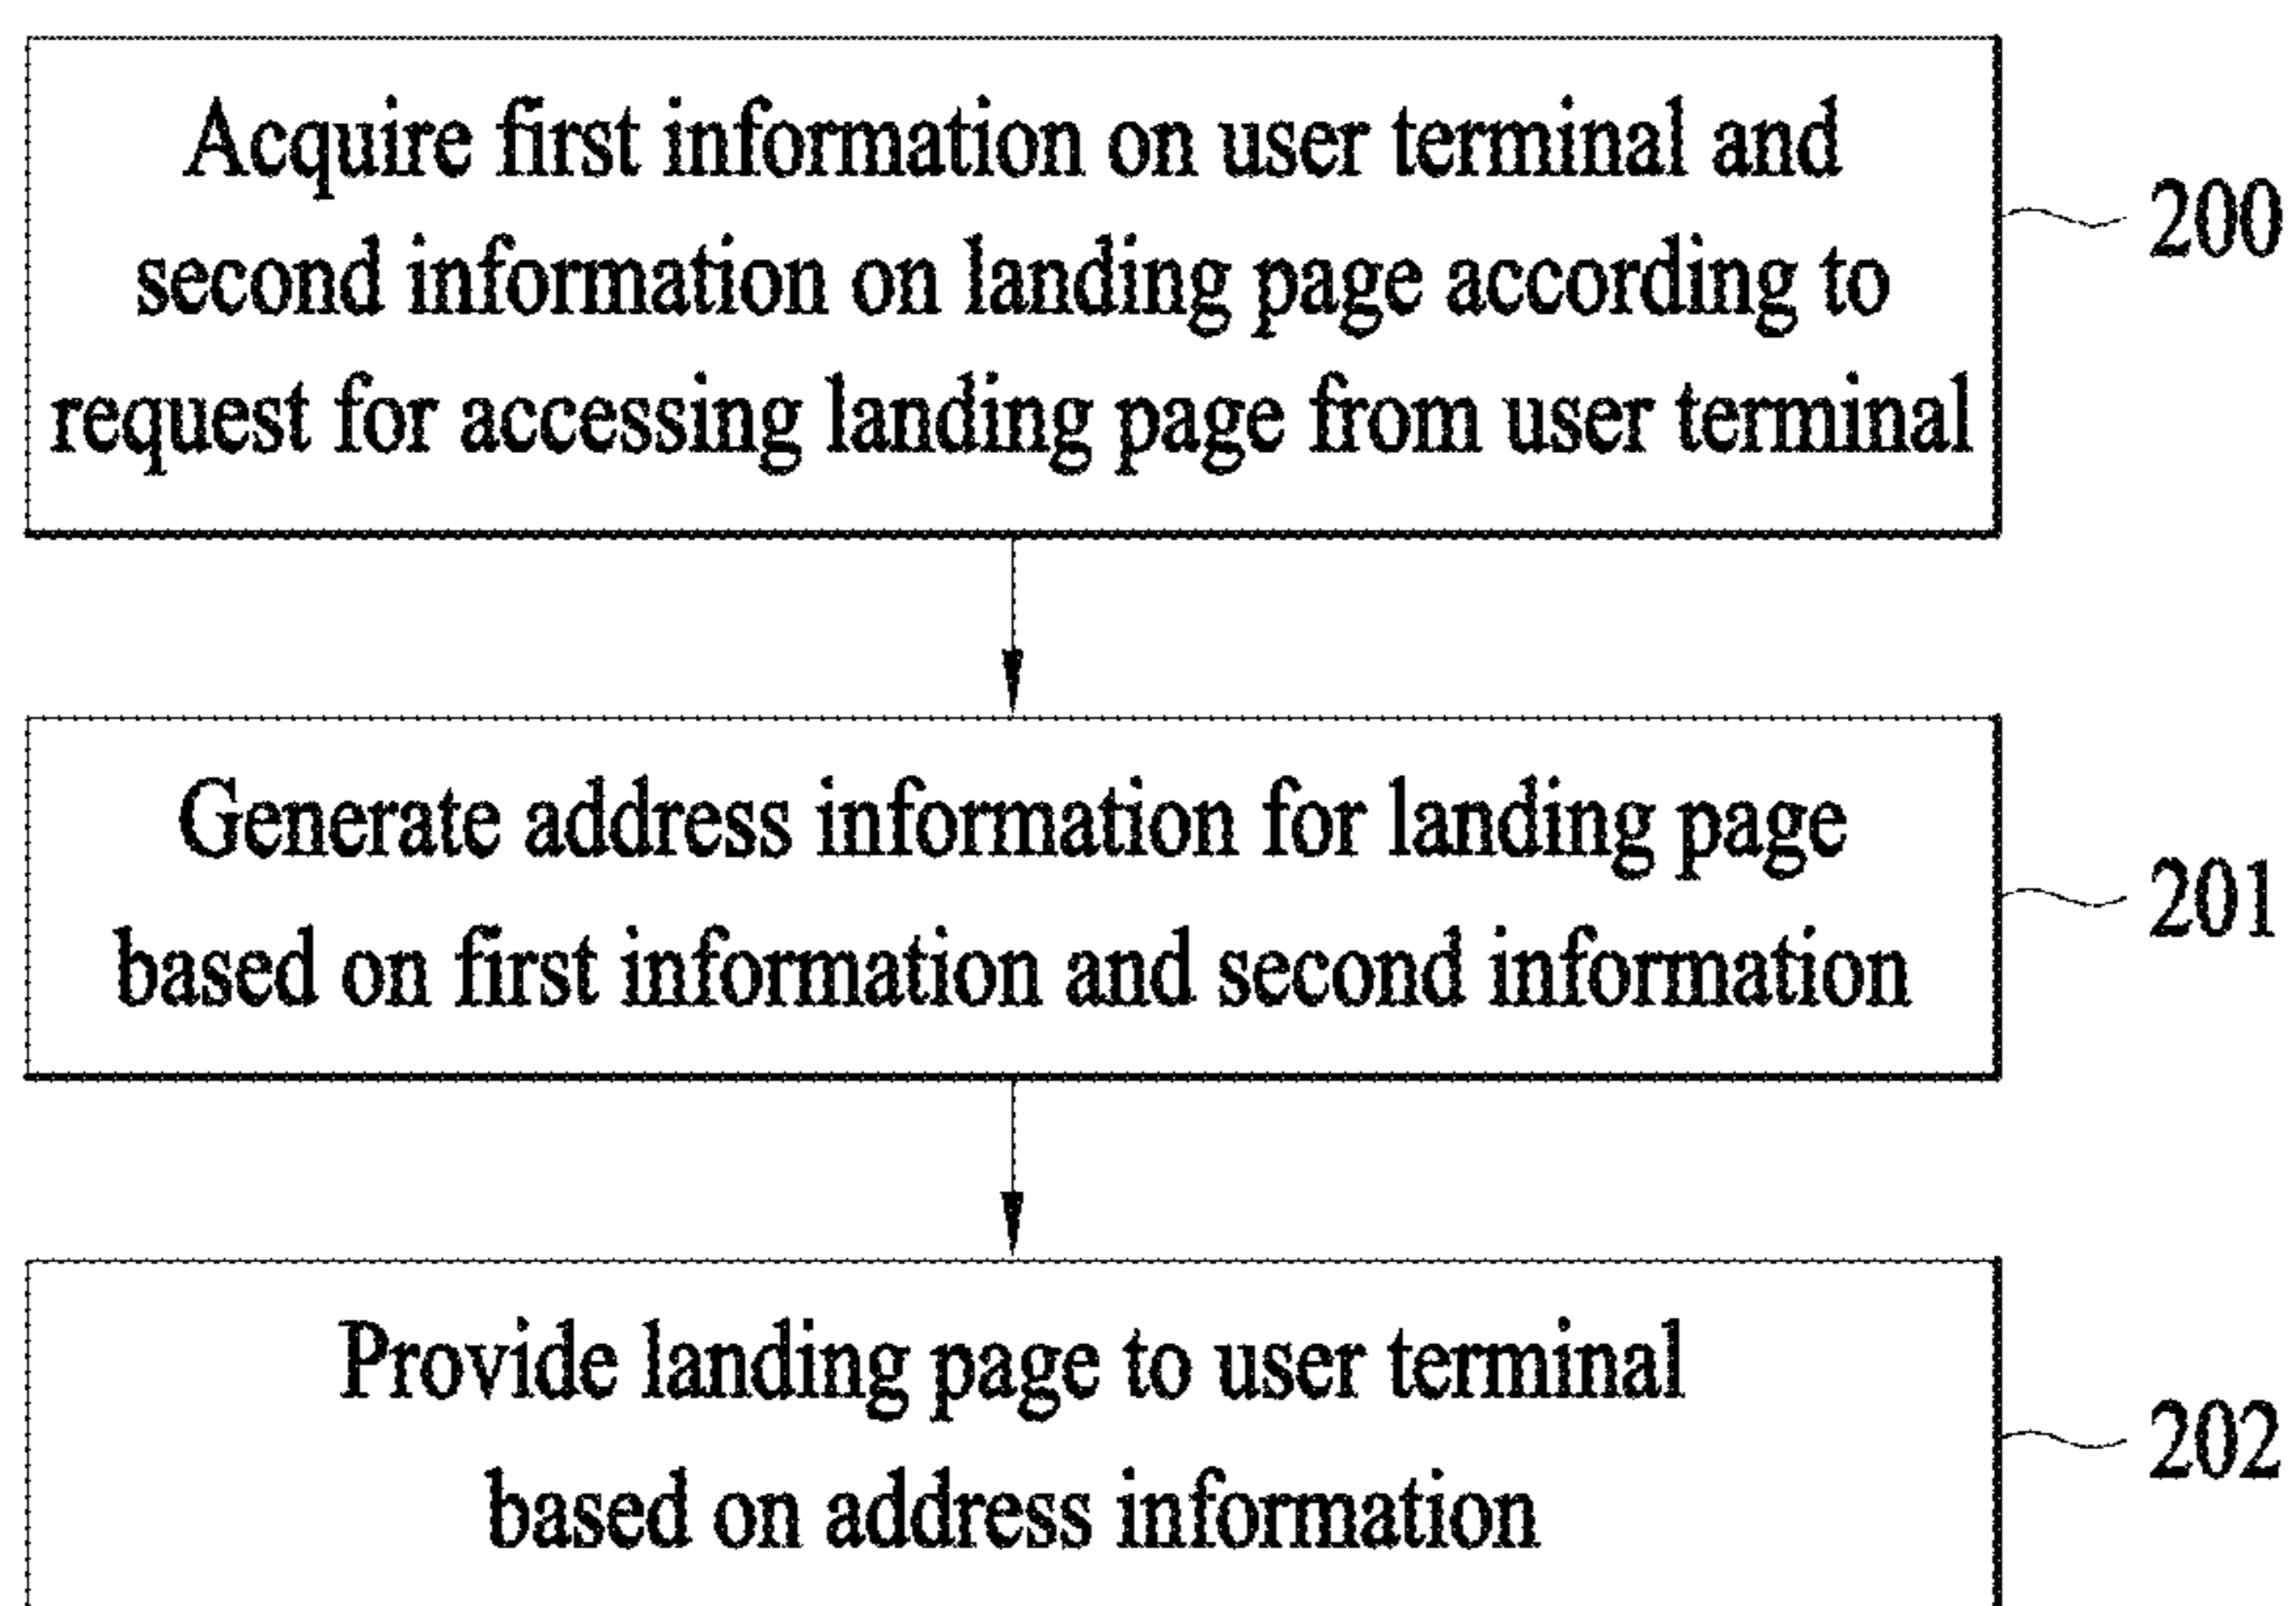 Acquire first information on user terminal and
second information on landing page according to
request for accessing landing page from user terminal
200
Generate address information for landing page
based on first information and second information
201
Provide landing page to user terminal
based on address information
202